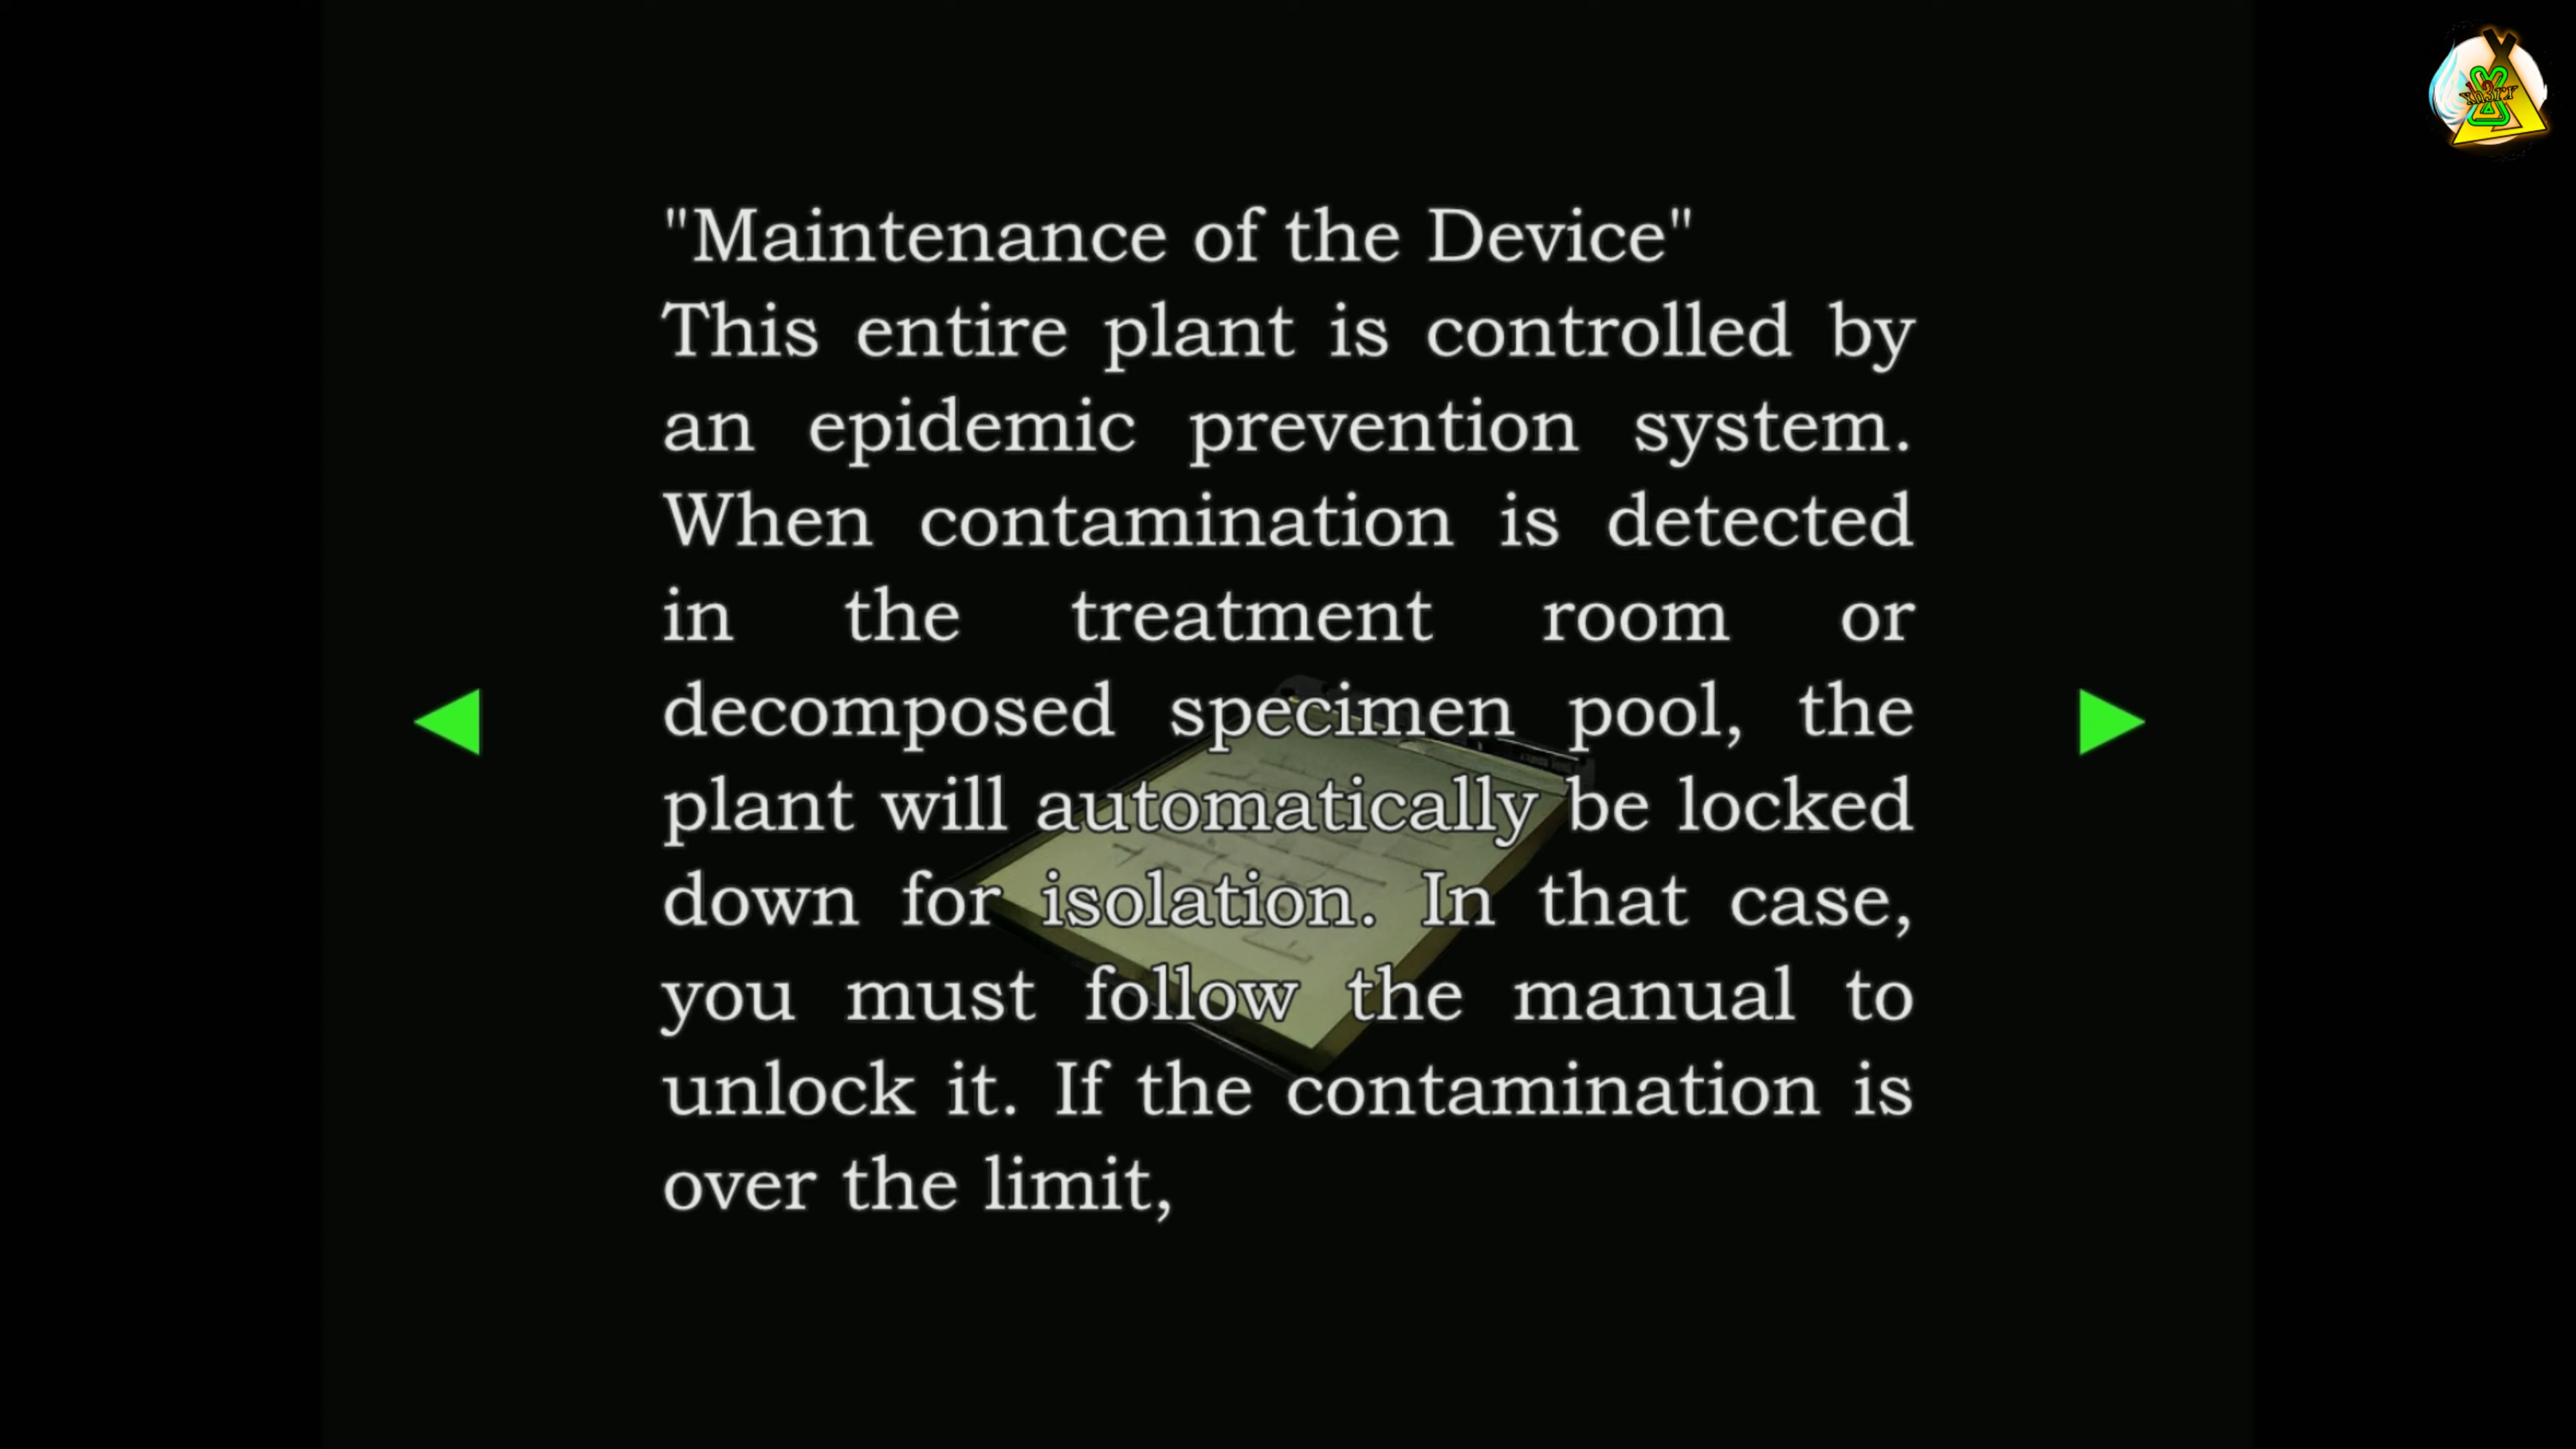 "Maintenance of the Device"
This entire plant is controlled by
an epidemic prevention system.
When contamination is detected
in the treatment room or
decomposed specimen pool, the
plant will automatically be locked
down for isolation. In that case,
you must follow the manual to
unlock it. If the contamination is
over the limit,